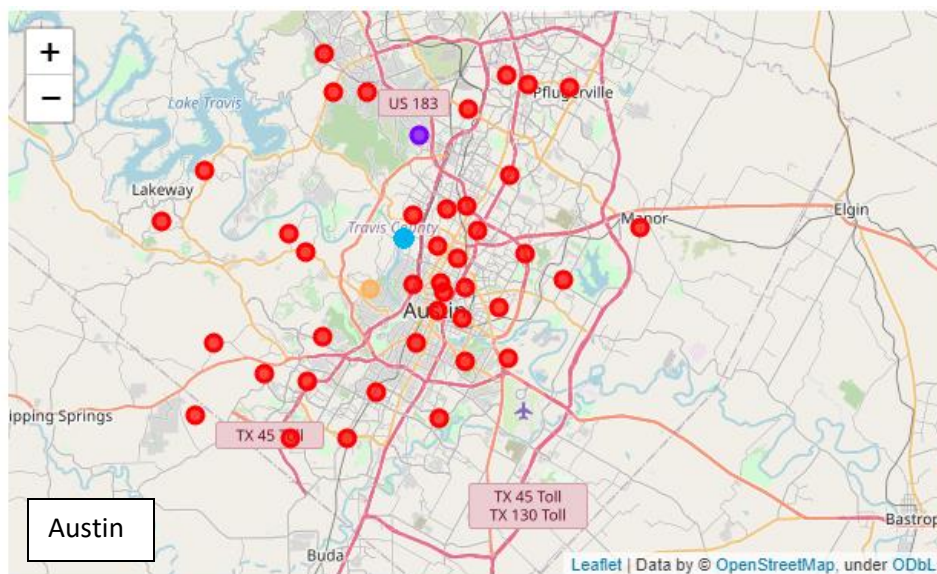 +
−
Lake Travis
US 183
Pflugerville
Lakeway
Travis County
Manor
Elgin
Austin
ipping Springs
TX 45 Toll
TX 45 Toll
TX 130 Toll
Austin
Buda
Bastrop
Leaflet | Data by © OpenStreetMap, under ODbL